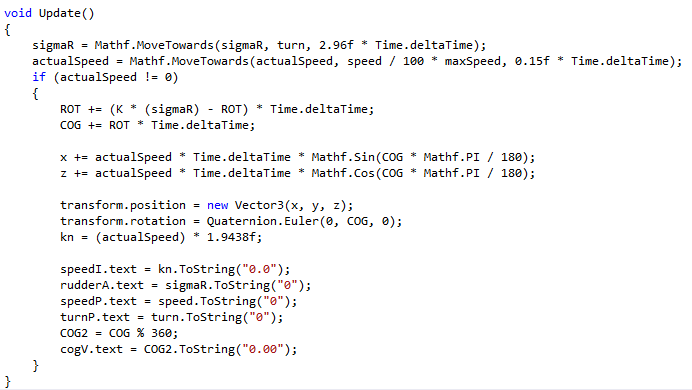 void Update()
{
    sigmaR = Mathf.MoveTowards(sigmaR, turn, 2.96f * Time.deltaTime);
    actualSpeed = Mathf.MoveTowards(actualSpeed, speed / 100 * maxSpeed, 0.15f * Time.deltaTime);
    if (actualSpeed != 0)
    {
        ROT += (K * (sigmaR) - ROT) * Time.deltaTime;
        COG += ROT * Time.deltaTime;

        x += actualSpeed * Time.deltaTime * Mathf.Sin(COG * Mathf.PI / 180);
        z += actualSpeed * Time.deltaTime * Mathf.Cos(COG * Mathf.PI / 180);

        transform.position = new Vector3(x, y, z);
        transform.rotation = Quaternion.Euler(0, COG, 0);
        kn = (actualSpeed) * 1.9438f;

        speedI.text = kn.ToString("0.0");
        rudderA.text = sigmaR.ToString("0");
        speedP.text = speed.ToString("0");
        turnP.text = turn.ToString("0");
        COG2 = COG % 360;
        cogV.text = COG2.ToString("0.00");
    }
}